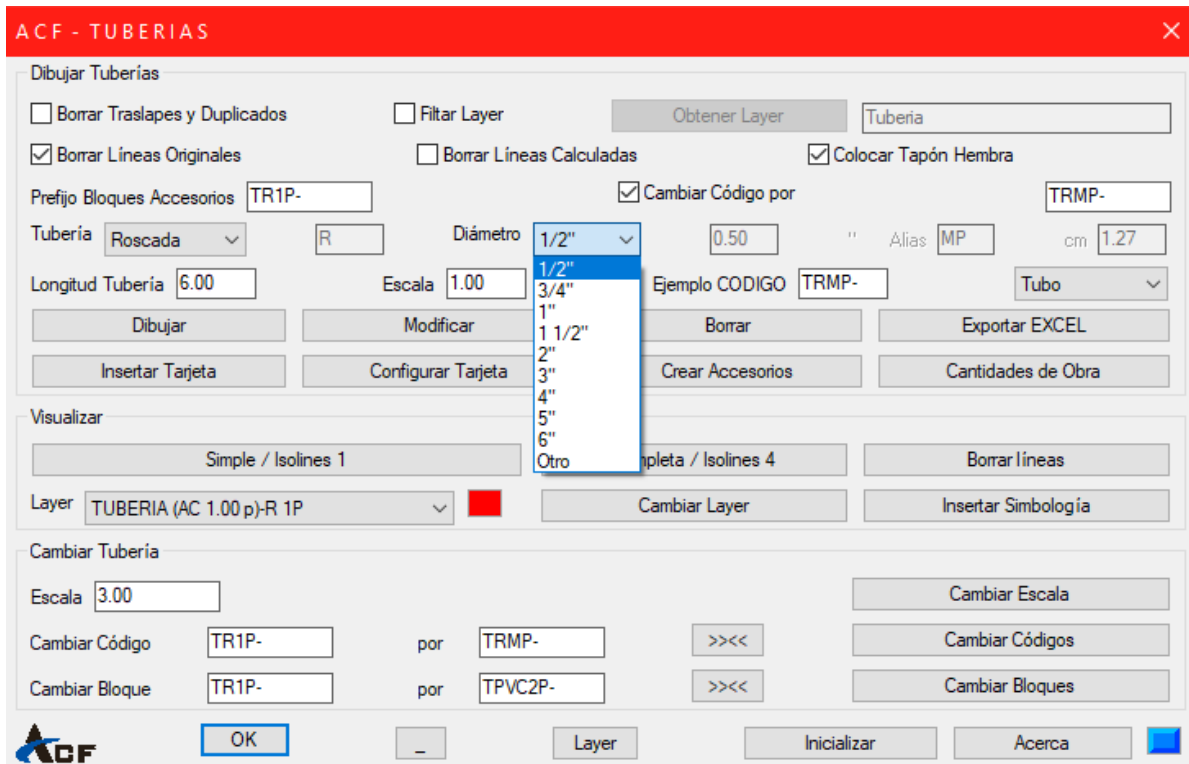 ACF - TUBERIAS
Dibujar Tuberías
Borrar Traslapes y Duplicados Filtar Layer Obtener Layer Tuberia
Borrar Líneas Originales Borrar Líneas Calculadas Colocar Tapón Hembra
Prefijo Bloques Accesorios TR1P- Cambiar Código por TRMP-
Tubería Roscada R Diámetro 1/2" 0.50 " Alias MP cm 1.27
1/2"
Longitud Tubería 6.00 Escala 1.00 3/4" Ejemplo CODIGO TRMP- Tubo
1"
Dibujar Modificar 1 1/2" Borrar Exportar EXCEL
2"
Insertar Tarjeta Configurar Tarjeta 3" Crear Accesorios Cantidades de Obra
4"
Visualizar 5"
6"
Simple / Isolines 1 Otro mpleta / Isolines 4 Borrar líneas
Layer TUBERIA (AC 1.00 p)-R 1P Cambiar Layer Insertar Simbología
Cambiar Tubería
Escala 3.00 Cambiar Escala
Cambiar Código TR1P- por TRMP- >><< Cambiar Códigos
Cambiar Bloque TR1P- por TPVC2P- >><< Cambiar Bloques
ACF OK _ Layer Inicializar Acerca